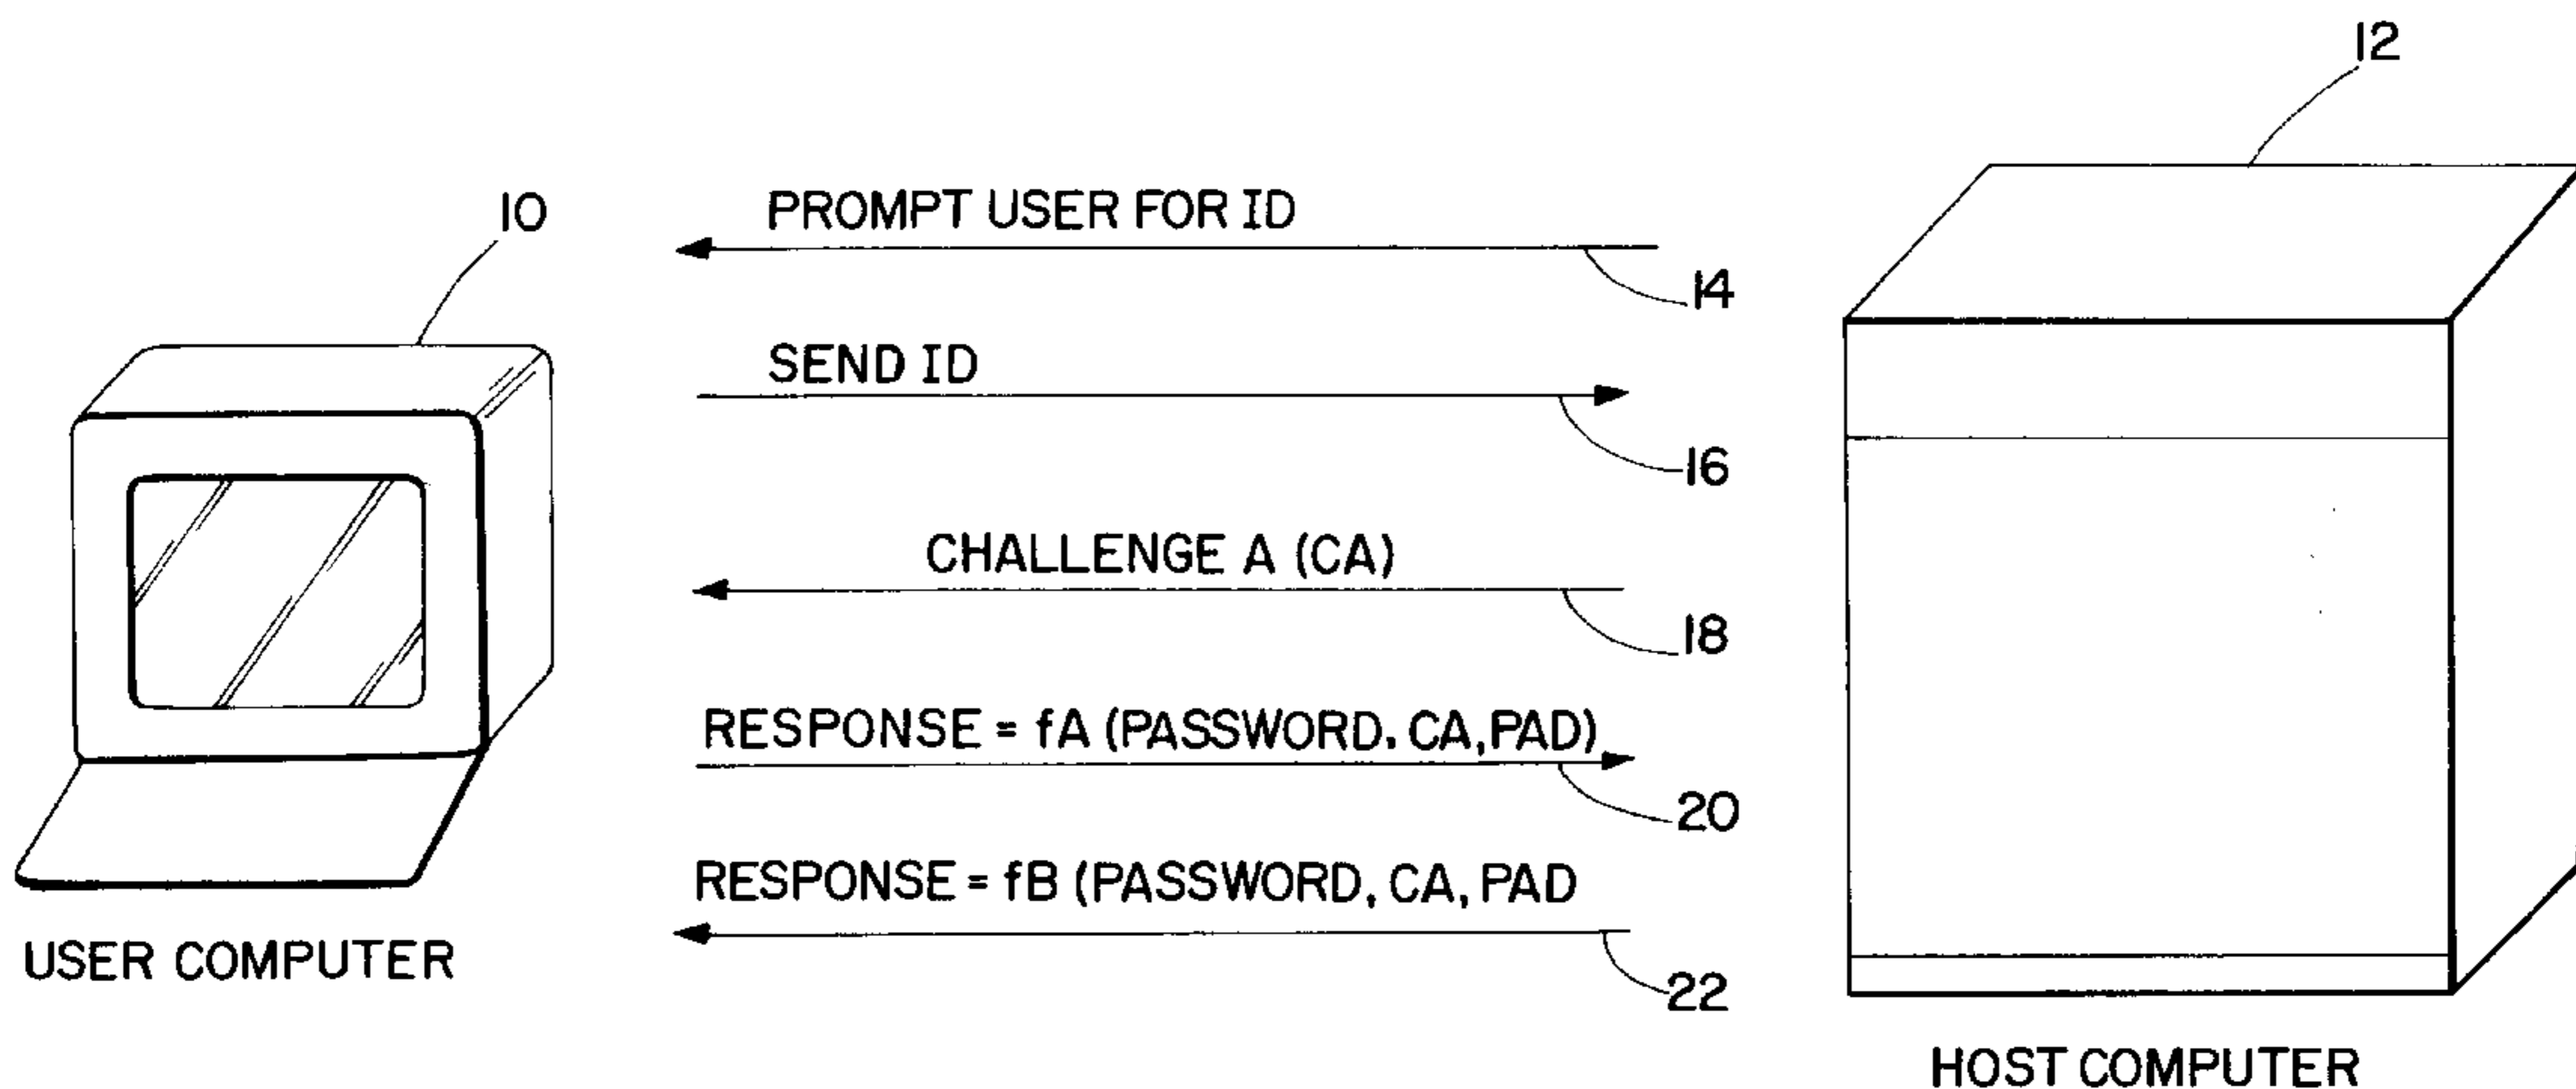 12
10
PROMPT USER FOR ID
14
SEND ID
16
CHALLENGE A (CA)
18
RESPONSE = fA (PASSWORD. CA, PAD)
20
RESPONSE = fB (PASSWORD, CA, PAD
22
USER COMPUTER
HOST COMPUTER